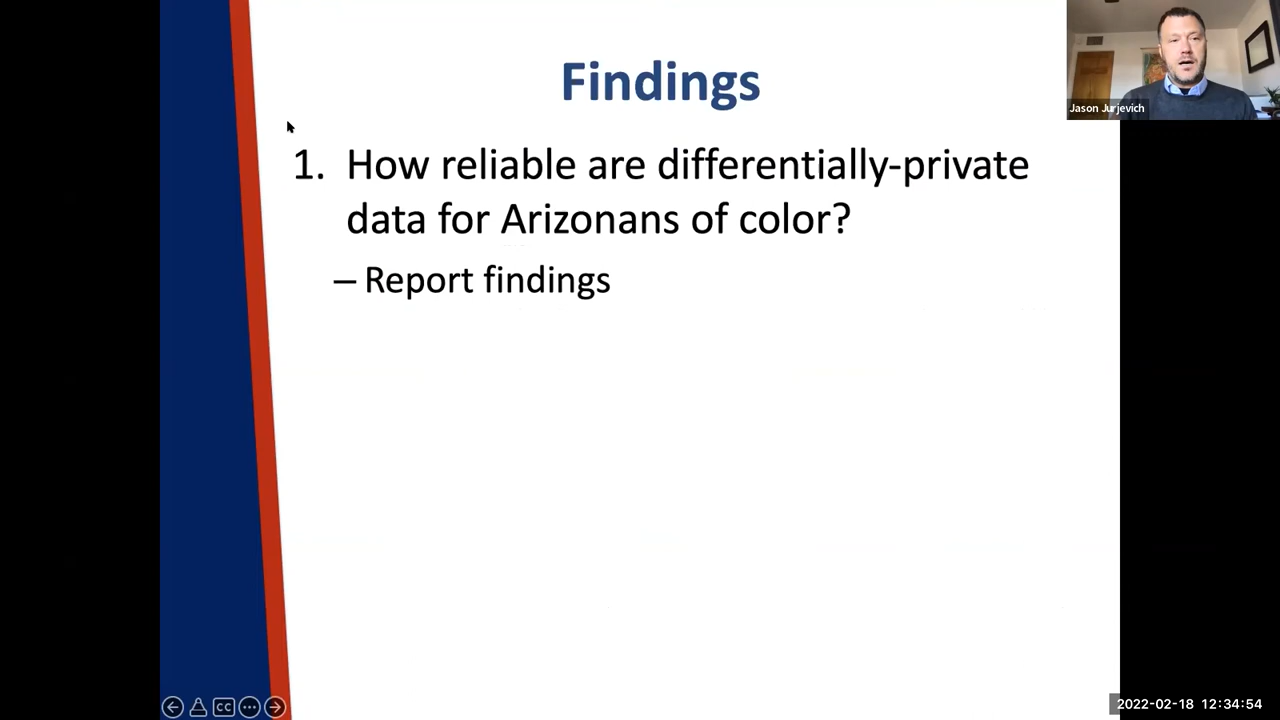 Findings
1. How reliable are differentially-private
data for Arizonans of color?
– Report findings
Jason Jurjevich
CC
2022-02-18 12:34:54